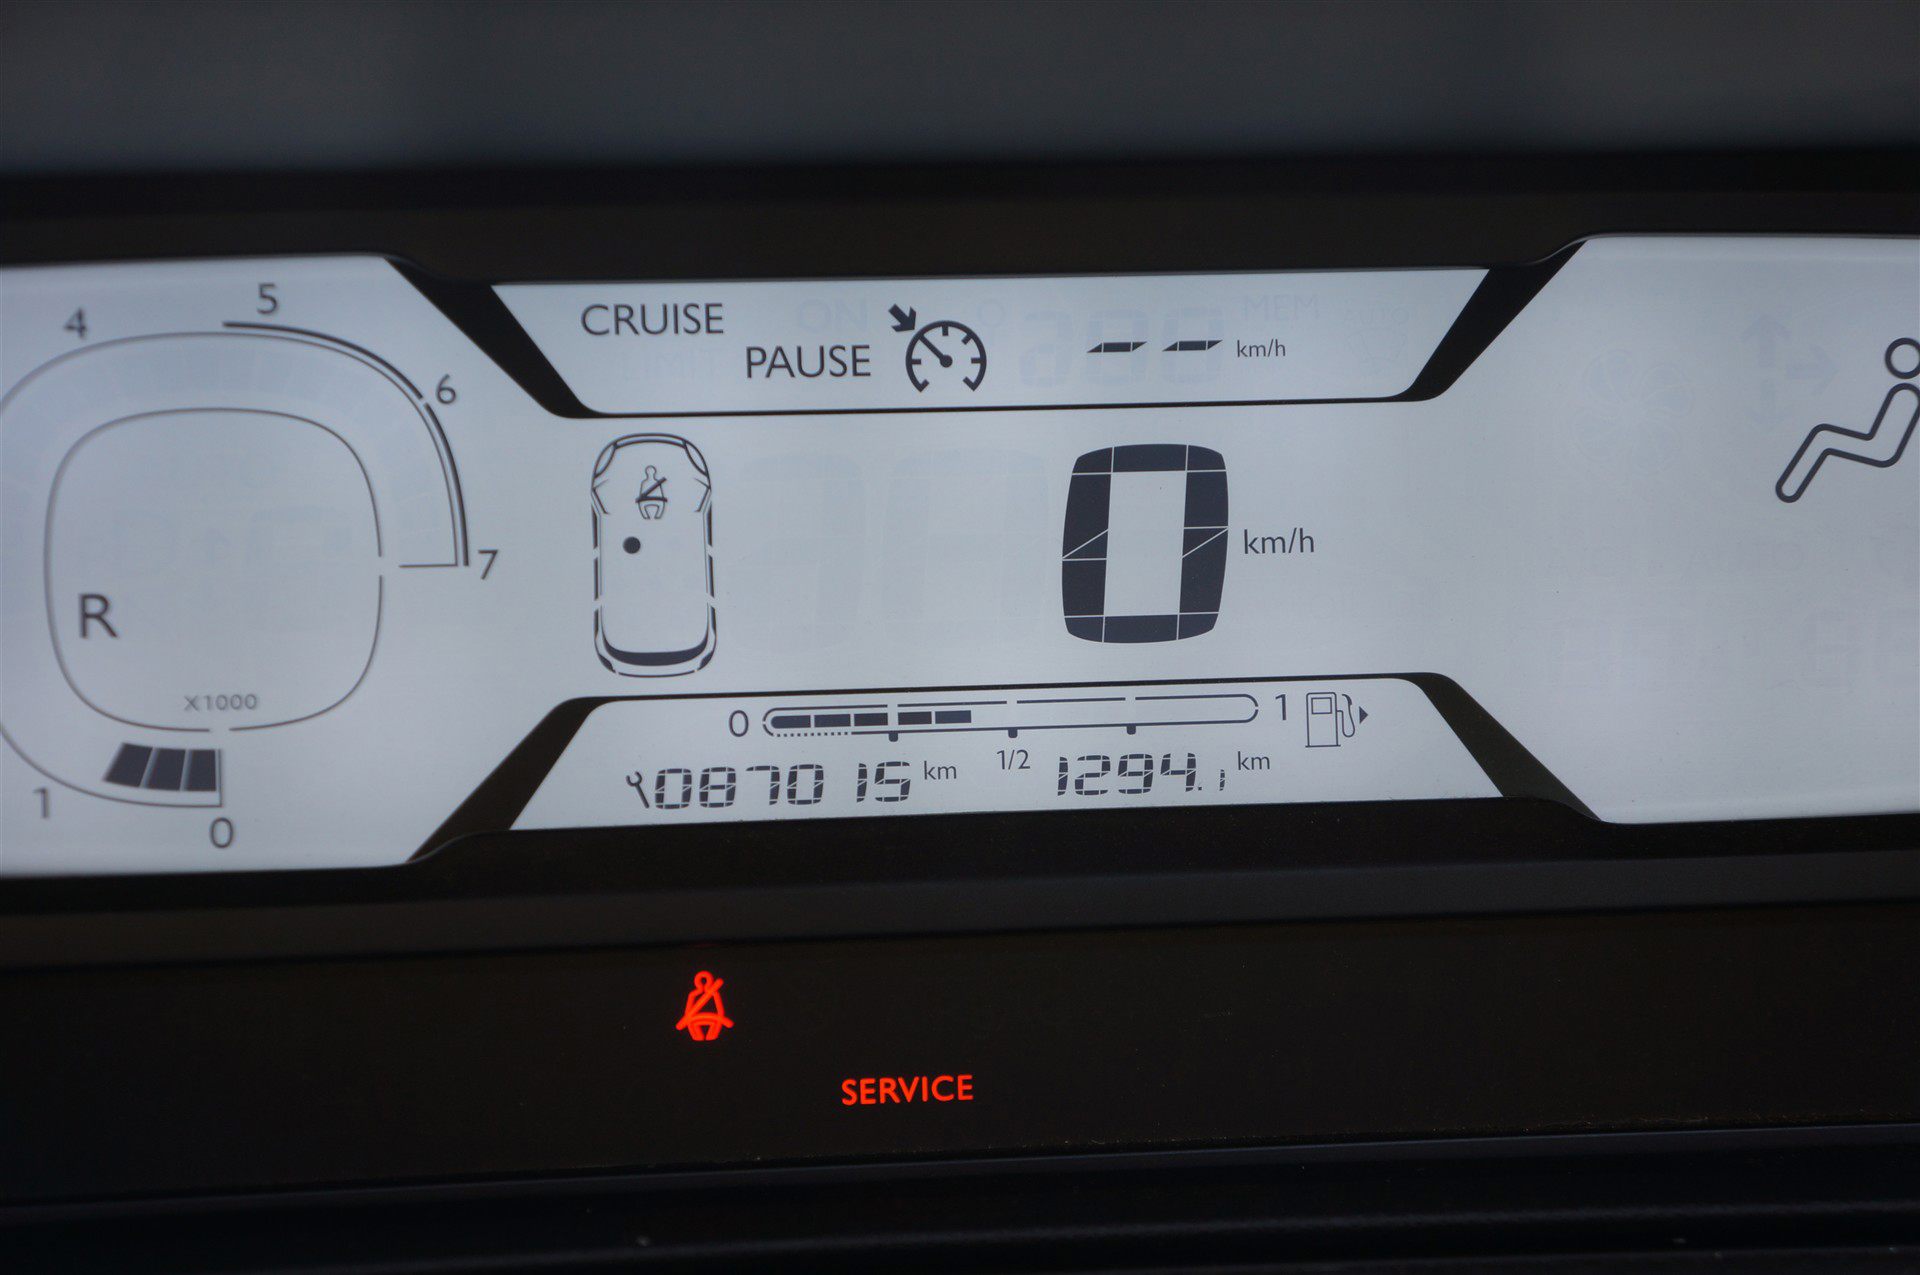 4 5 6 7
R
X1000
1 0
CRUISE
PAUSE
-- km/h
0 km/h
0 1/2 1
087015 km
1294.1 km
SERVICE